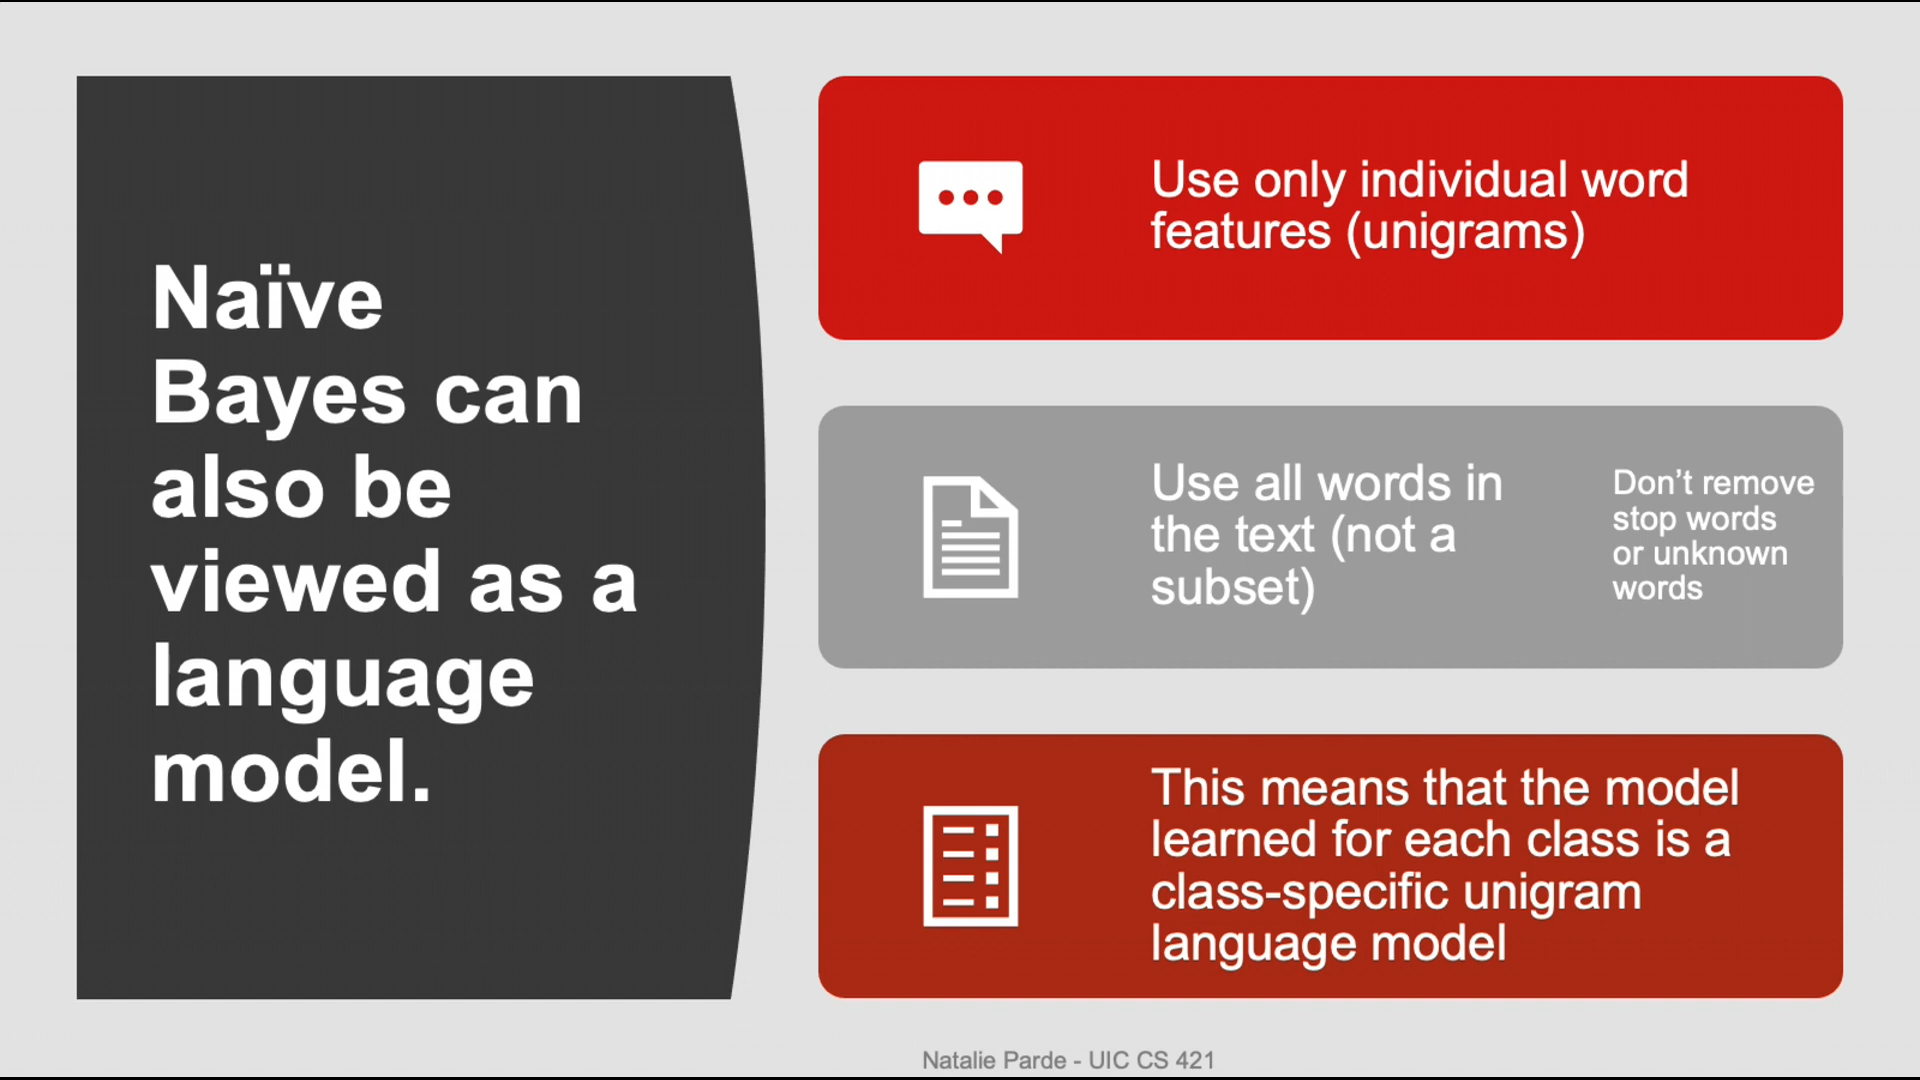 Naïve
Bayes can
also be
viewed as a
language
model.
Use only individual word
features (unigrams)
Use all words in
the text (not a
subset)
Don’t remove
stop words
or unknown
words
This means that the model
learned for each class is a
class-specific unigram
language model
Natalie Parde - UIC CS 421